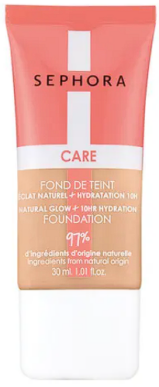 SEPHORA
CARE
FOND DE TEINT
ECLAT NATUREL + HYDRATATION 10H
NATURAL GLOW + 10HR HYDRATION
FOUNDATION
97%
d'ingrédients d'origine naturelle
ingredients from natural origin
30 ml. 1.01 fl.oz.